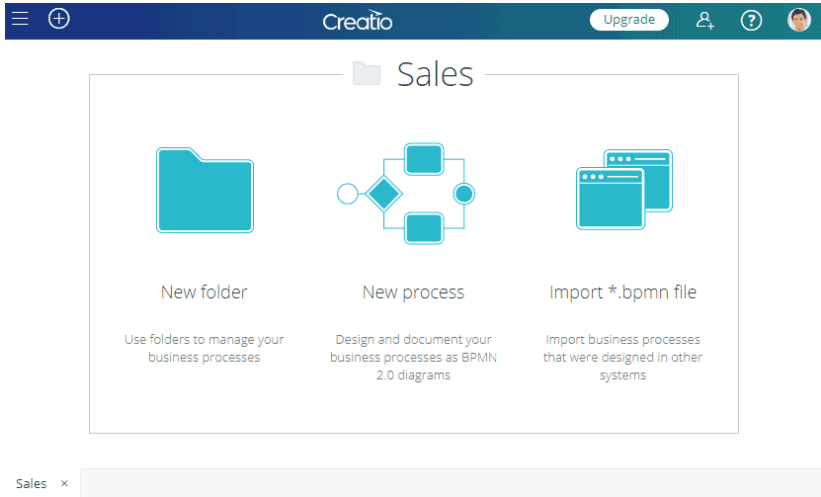 Creatio
Upgrade
Sales
New folder
Use folders to manage your
business processes
New process
Design and document your
business processes as BPMN
2.0 diagrams
Import *.bpmn file
Import business processes
that were designed in other
systems
Sales ×